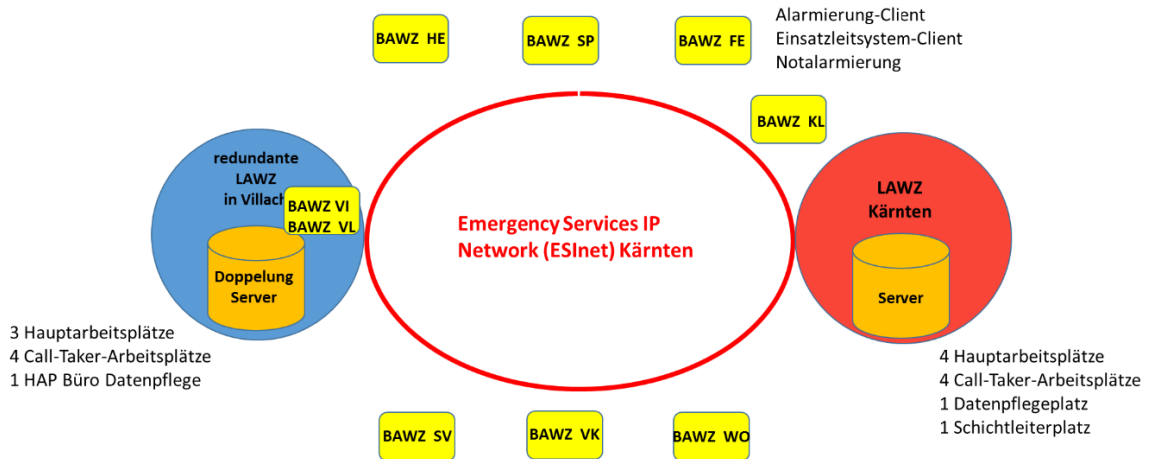 BAWZ HE
BAWZ SP
BAWZ FE
Alarmierung-Client
Einsatzleitsystem-Client
Notalarmierung
BAWZ KL
redundante
LAWZ
in Villach
BAWZ VI
BAWZ VL
Doppelung
Server
3 Hauptarbeitsplätze
4 Call-Taker-Arbeitsplätze
1 HAP Büro Datenpflege
Emergency Services IP
Network (ESInet) Kärnten
LAWZ
Kärnten
Server
4 Hauptarbeitsplätze
4 Call-Taker-Arbeitsplätze
1 Datenpflegeplatz
1 Schichtleiterplatz
BAWZ SV
BAWZ VK
BAWZ WO